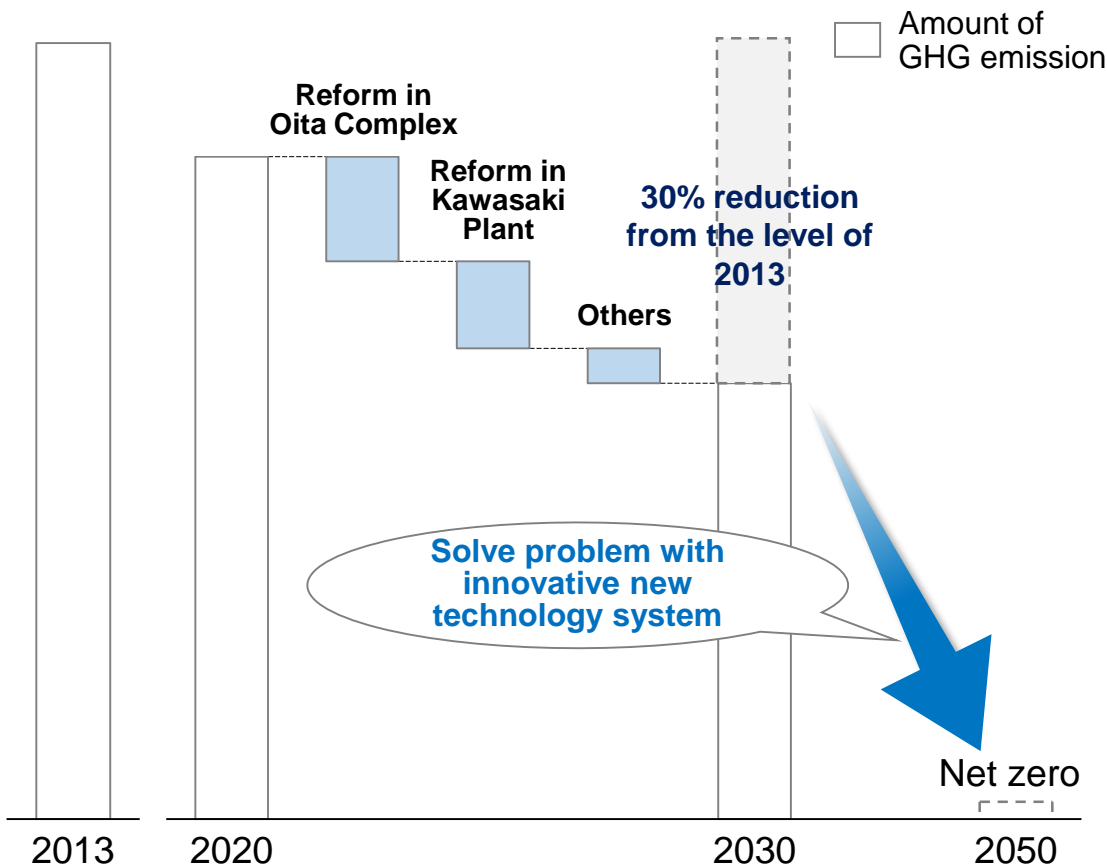 Amount of
GHG emission
Reform in
Oita Complex
Reform in
Kawasaki
Plant
Others
30% reduction
from the level of
2013
Solve problem with
innovative new
technology system
Net zero
2013
2020
2030
2050